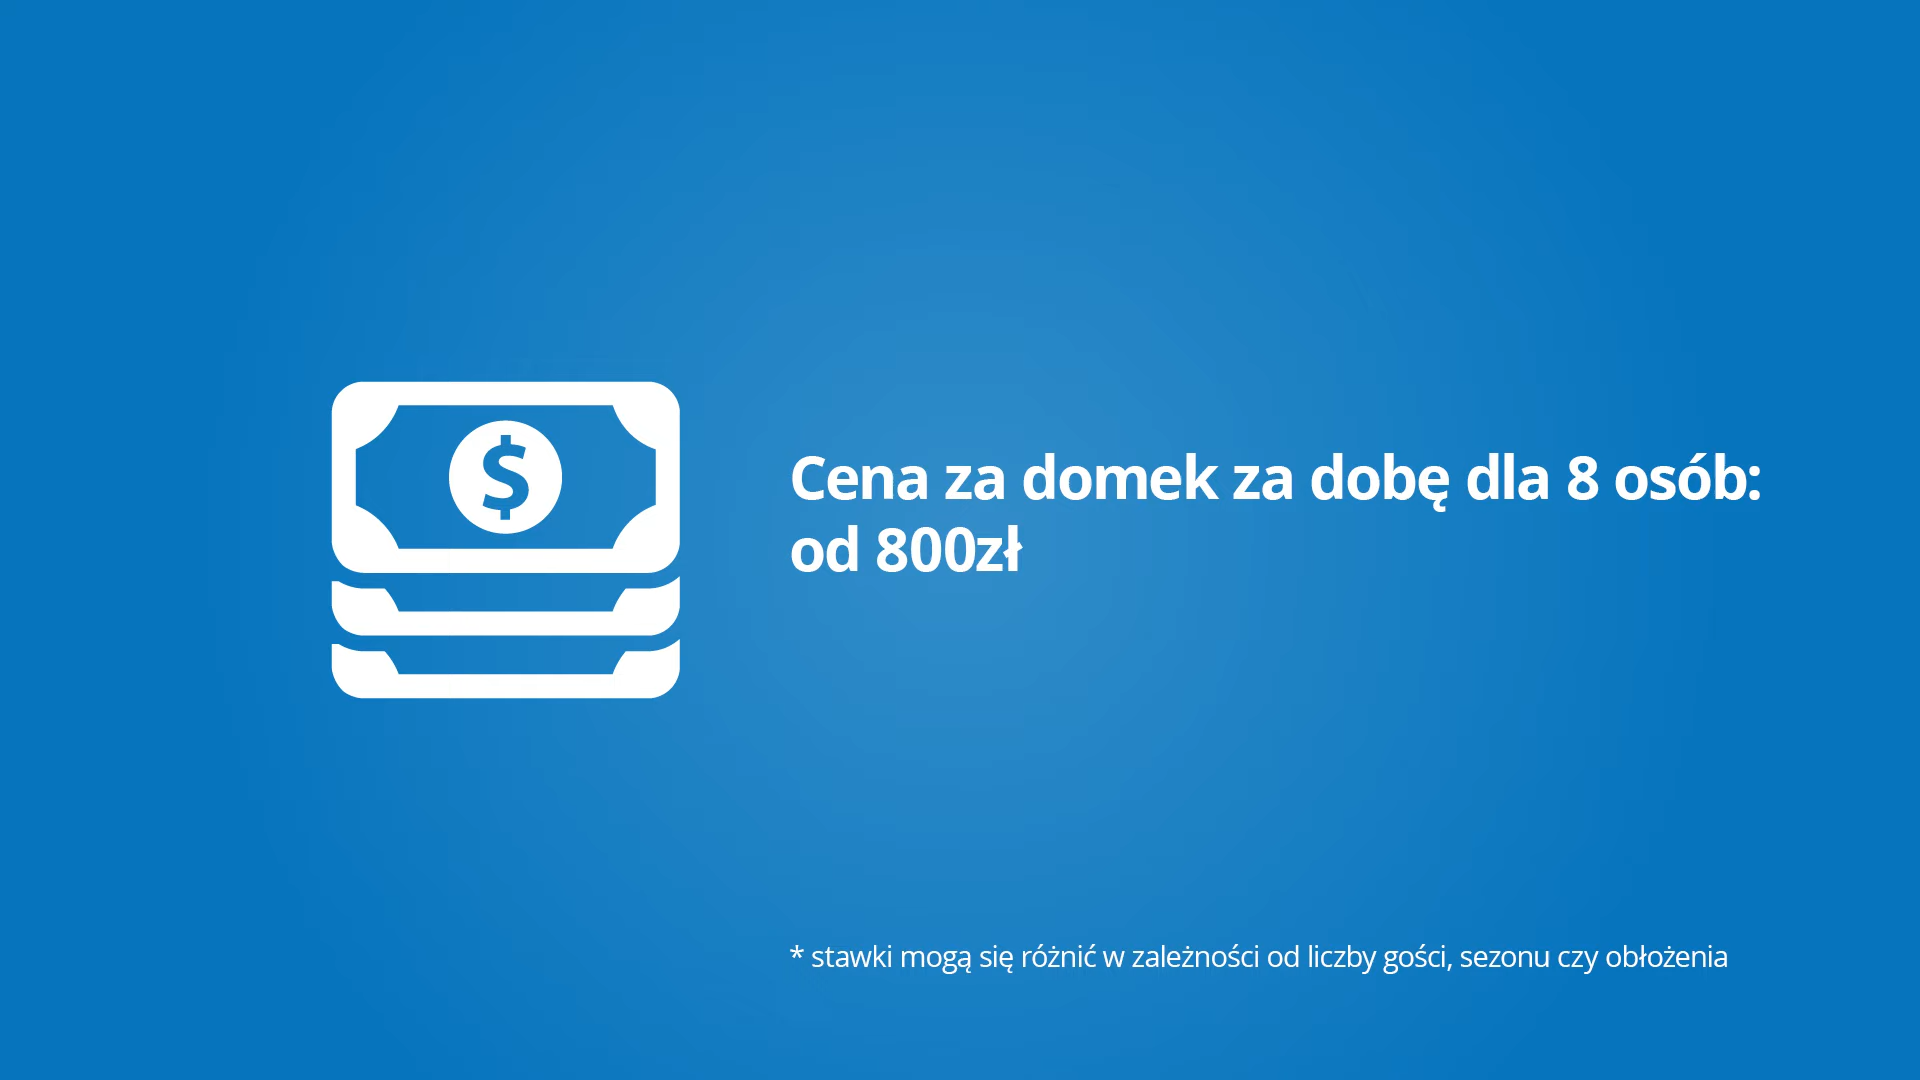 $
Cena za domek za dobę dla 8 osób:
od 800zł
* stawki mogą się różnić w zależności od liczby gości, sezonu czy obłożenia